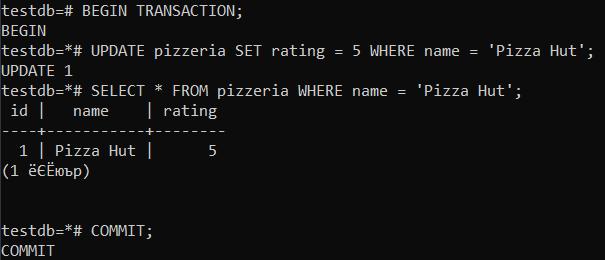 testdb=# BEGIN TRANSACTION;
BEGIN
testdb=*# UPDATE pizzeria SET rating = 5 WHERE name = 'Pizza Hut';
UPDATE 1
testdb=*# SELECT * FROM pizzeria WHERE name = 'Pizza Hut';
 id |   name    | rating
----+-----------+--------
  1 | Pizza Hut |      5
(1 ёЄЁюър)
testdb=*# COMMIT;
COMMIT